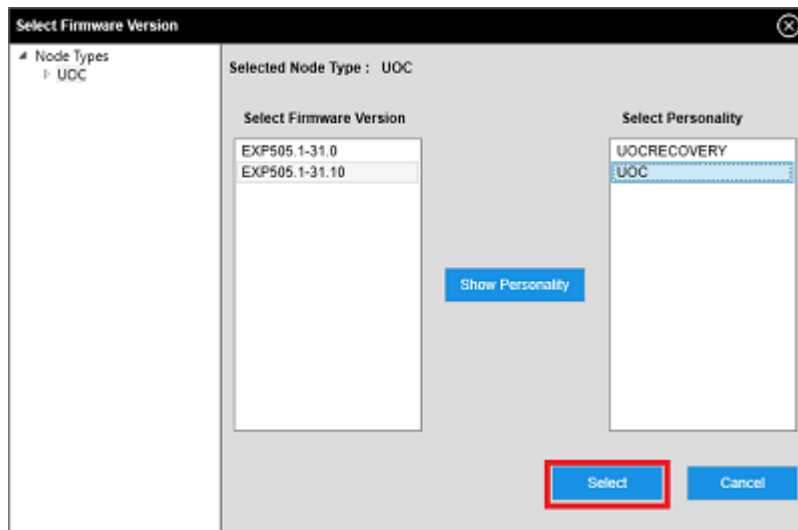 Select Firmware Version
Node Types
UOC
Selected Node Type : UOC
Select Firmware Version
EXP505.1-31.0
EXP505.1-31.10
Show Personality
Select Personality
UOCRECOVERY
UOC
Select
Cancel